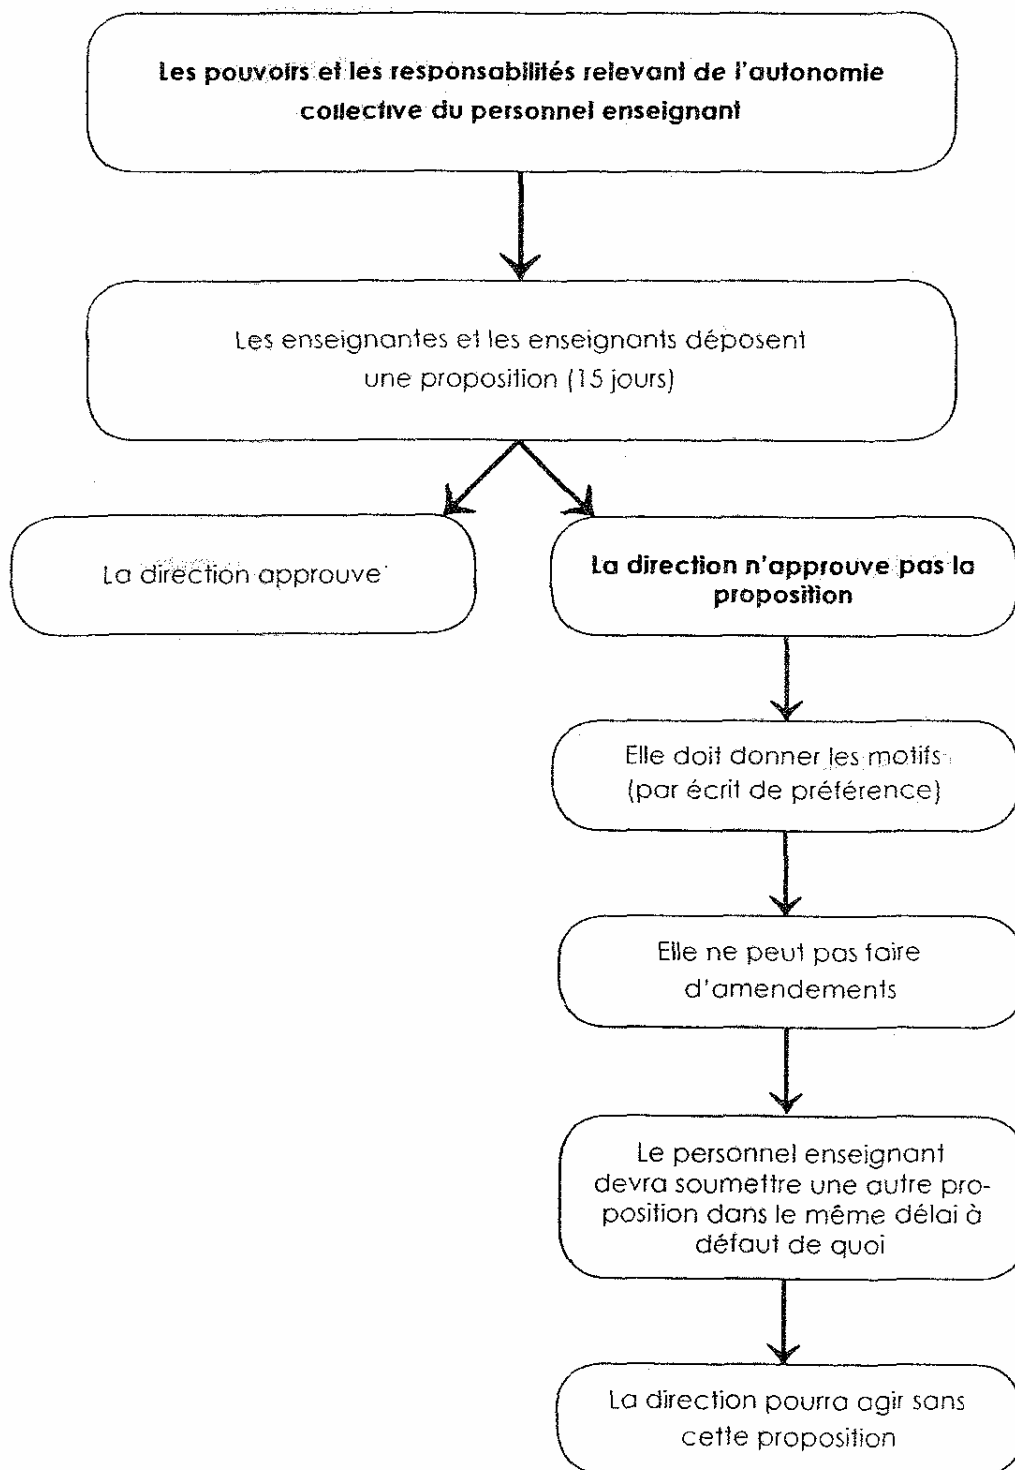 Les pouvoirs et les responsabilités relevant de l'autonomie
collective du personnel enseignant
Les enseignantes et les enseignants déposent
une proposition (15 jours)
La direction approuve
La direction n'approuve pas la
proposition
Elle doit donner les motifs
(par écrit de préférence)
Elle ne peut pas faire
d'amendements
Le personnel enseignant
devra soumettre une autre pro-
position dans le même délai à
défaut de quoi
La direction pourra agir sans
cette proposition